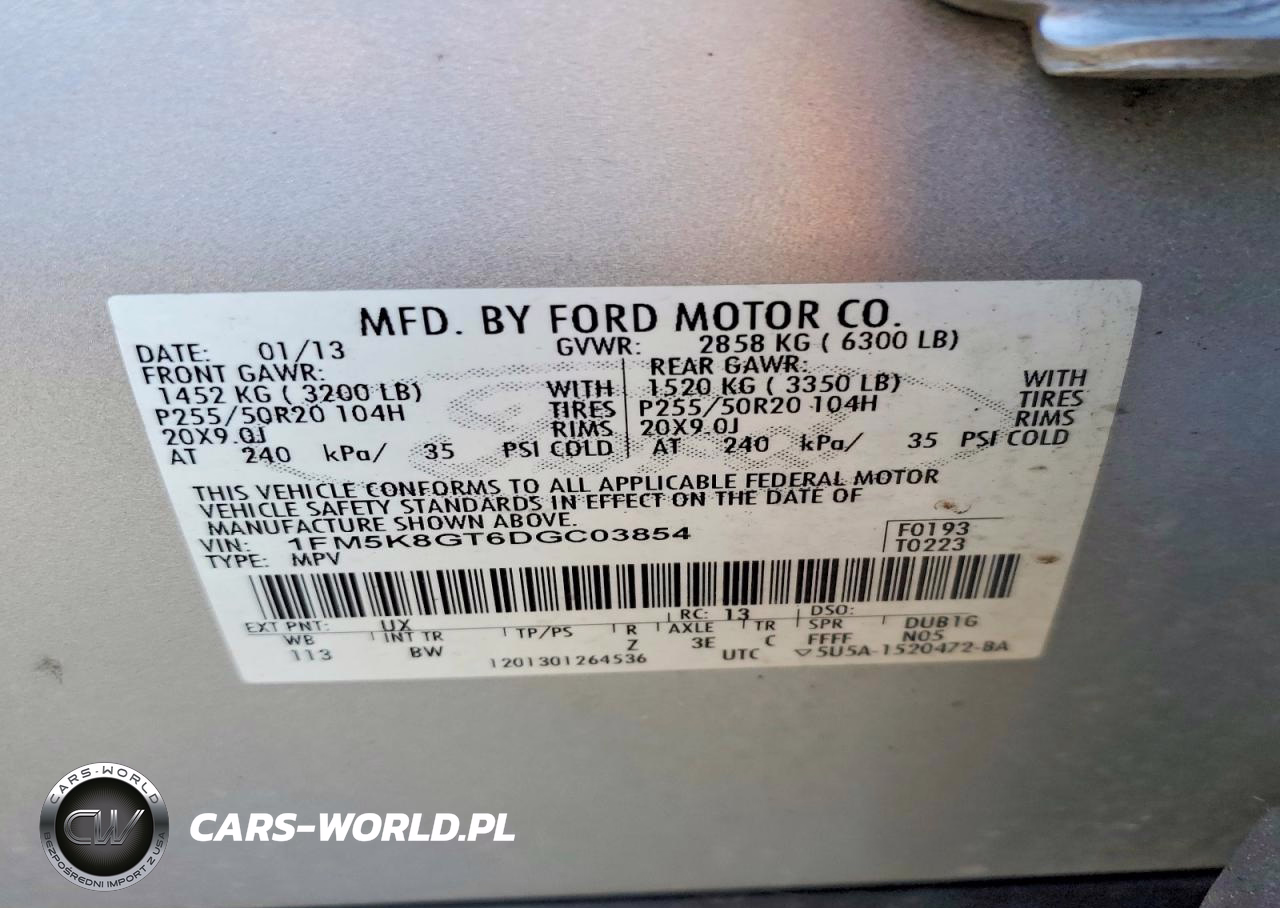 MFD. BY FORD MOTOR CO.
DATE: 01/13 GVWR: 2858 KG ( 6300 LB)
FRONT GAWR: REAR GAWR:
1452 KG ( 3200 LB) WITH 1520 KG ( 3350 LB) WITH
P255/50R20 104H TIRES P255/50R20 104H TIRES
20X9.0J RIMS 20X9.0J RIMS
AT 240 kPa/ 35 PSI COLD AT 240 kPa/ 35 PSI COLD
THIS VEHICLE CONFORMS TO ALL APPLICABLE FEDERAL MOTOR
VEHICLE SAFETY STANDARDS IN EFFECT ON THE DATE OF
MANUFACTURE SHOWN ABOVE.
VIN: 1FM5K8GT6DGC03854 F0193
TYPE: MPV T0223
EXT PNT: UX RC: 13 DSO:
WB INT TR TP/PS R AXLE TR SPR DUB1G
113 BW Z 3E C FFFF N05
1201301264536 UTC ▽5U5A-1520472-BA
CARS-WORLD
CW
BEZPOŚREDNI IMPORT Z USA
CARS-WORLD.PL